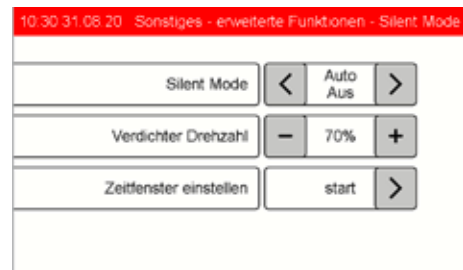 10:30 31.08.20 Sonstiges - erweiterte Funktionen - Silent Mode
Silent Mode < Auto Aus >
Verdichter Drehzahl - 70% +
Zeitfenster einstellen start >